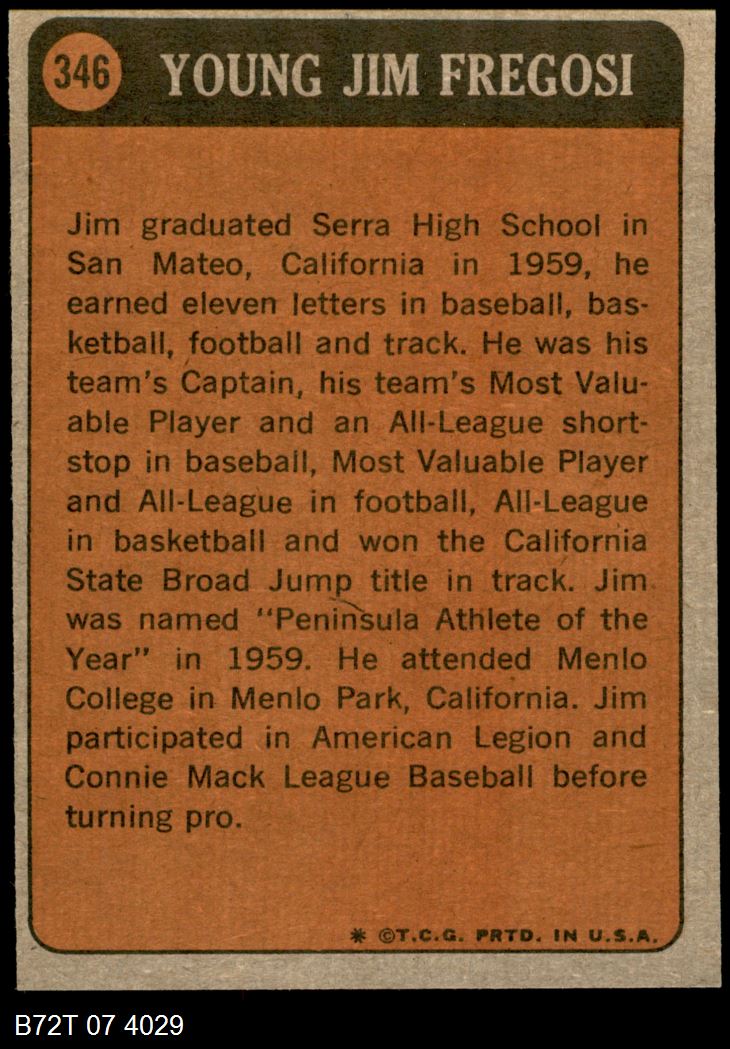 346 YOUNG JIM FREGOSI
Jim graduated Serra High School in
San Mateo, California in 1959, he
earned eleven letters in baseball, bas-
ketball, football and track. He was his
team's Captain, his team's Most Valu-
able Player and an All-League short-
stop in baseball, Most Valuable Player
and All-League in football, All-League
in basketball and won the California
State Broad Jump title in track. Jim
was named "Peninsula Athlete of the
Year" in 1959. He attended Menlo
College in Menlo Park, California. Jim
participated in American Legion and
Connie Mack League Baseball before
turning pro.
* ©T.C.G. PRTD. IN U.S.A.
B72T 07 4029